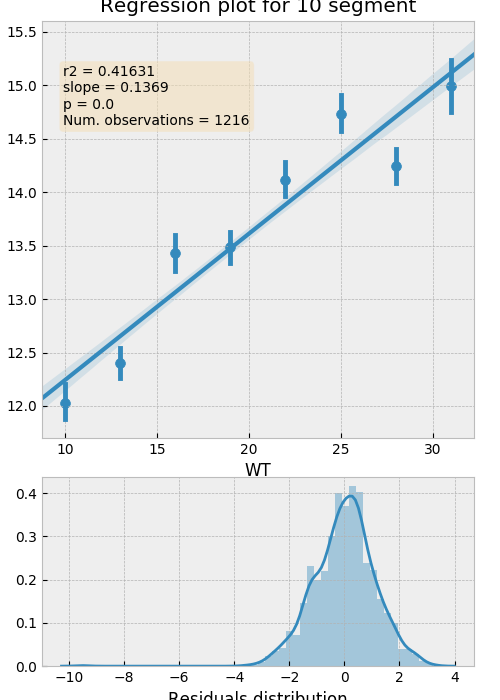 Regression plot for 10 segment
15.5
15.0
14.5
14.0
13.5
13.0
12.5
12.0
r2 = 0.41631
slope = 0.1369
p = 0.0
Num. observations = 1216
10 15 20 25 30
WT
0.4
0.3
0.2
0.1
0.0
−10 −8 −6 −4 −2 0 2 4
Residuals distribution